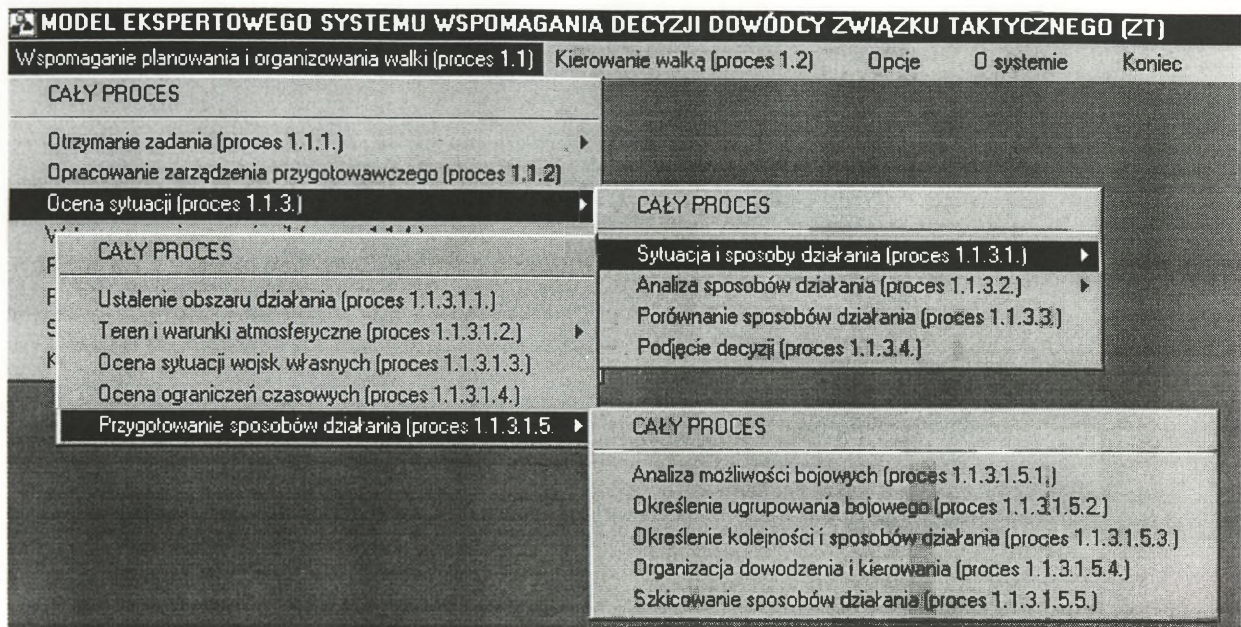 MODEL EKSPERTOWEGO SYSTEMU WSPOMAGANIA DECYZJI DOWÓDCY ZWIĄZKU TAKTYCZNEGO (ZT)
Wspomaganie planowania i organizowania walki (proces 1.1) Kierowanie walką (proces 1.2) Opcje O systemie Koniec
CAŁY PROCES
Otrzymanie zadania (proces 1.1.1.)
Opracowanie zarządzenia przygotowawczego (proces 1.1.2)
Ocena sytuacji (proces 1.1.3.)
CAŁY PROCES
Sytuacja i sposoby działania (proces 1.1.3.1.)
Analiza sposobów działania (proces 1.1.3.2.)
Porównanie sposobów działania (proces 1.1.3.3.)
Podjęcie decyzji (proces 1.1.3.4.)
CAŁY PROCES
Ustalenie obszaru działania (proces 1.1.3.1.1.)
Teren i warunki atmosferyczne (proces 1.1.3.1.2.)
Ocena sytuacji wojsk własnych (proces 1.1.3.1.3.)
Ocena ograniczeń czasowych (proces 1.1.3.1.4.)
Przygotowanie sposobów działania (proces 1.1.3.1.5.
CAŁY PROCES
Analiza możliwości bojowych (proces 1.1.3.1.5.1.)
Określenie ugrupowania bojowego (proces 1.1.3.1.5.2.)
Określenie kolejności i sposobów działania (proces 1.1.3.1.5.3.)
Organizacja dowodzenia i kierowania (proces 1.1.3.1.5.4.)
Szkicowanie sposobów działania (proces 1.1.3.1.5.5.)